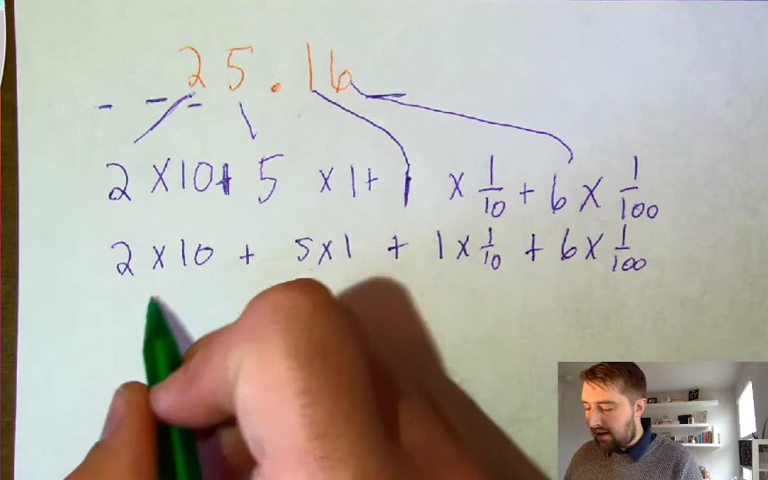 25.16
2 × 10 + 5 × 1 + 1 × 1/10 + 6 × 1/100
2 × 10 + 5 × 1 + 1 × 1/10 + 6 × 1/100